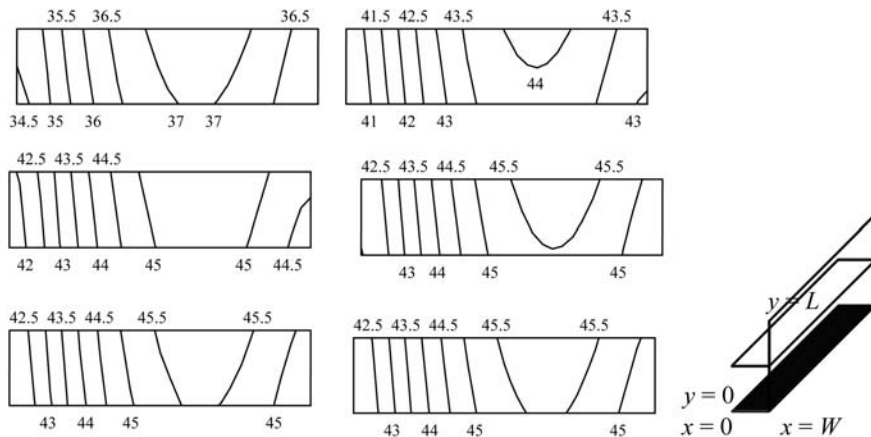 35.5 36.5 36.5
34.5 35 36 37 37
41.5 42.5 43.5 43.5
44
41 42 43 43
42.5 43.5 44.5
42 43 44 45 45 44.5
42.5 43.5 44.5 45.5 45.5
43 44 45 45
42.5 43.5 44.5 45.5 45.5
43 44 45 45
42.5 43.5 44.5 45.5 45.5
43 44 45 45
y = L
y = 0
x = 0 x = W